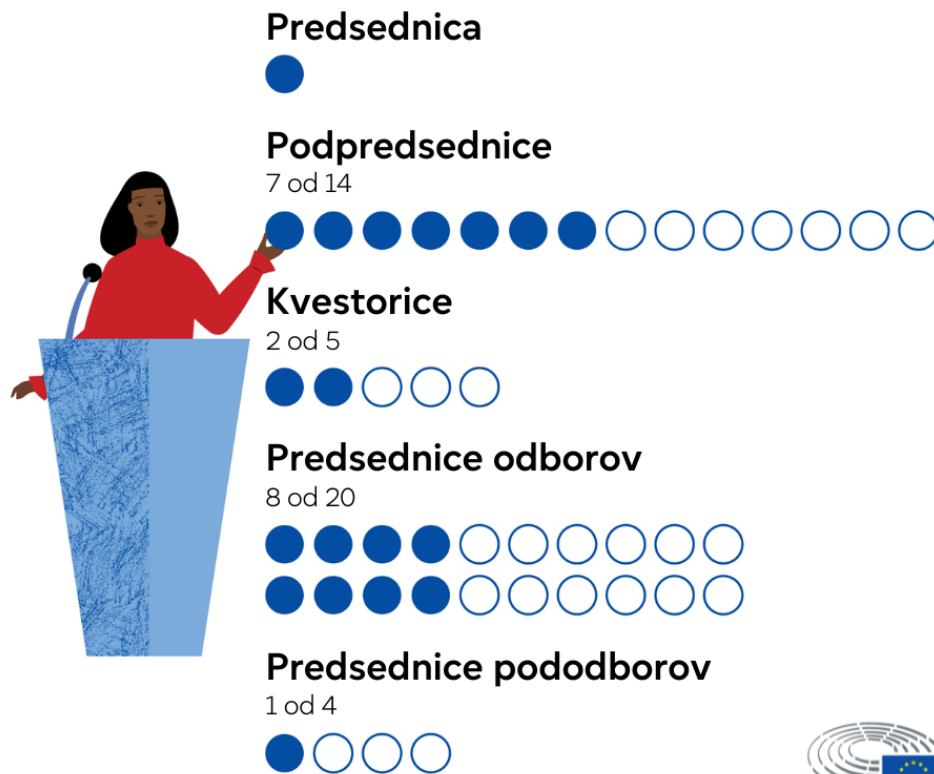 Predsednica
Podpredsednice
7 od 14
Kvestorice
2 od 5
Predsednice odborov
8 od 20
Predsednice pododborov
1 od 4